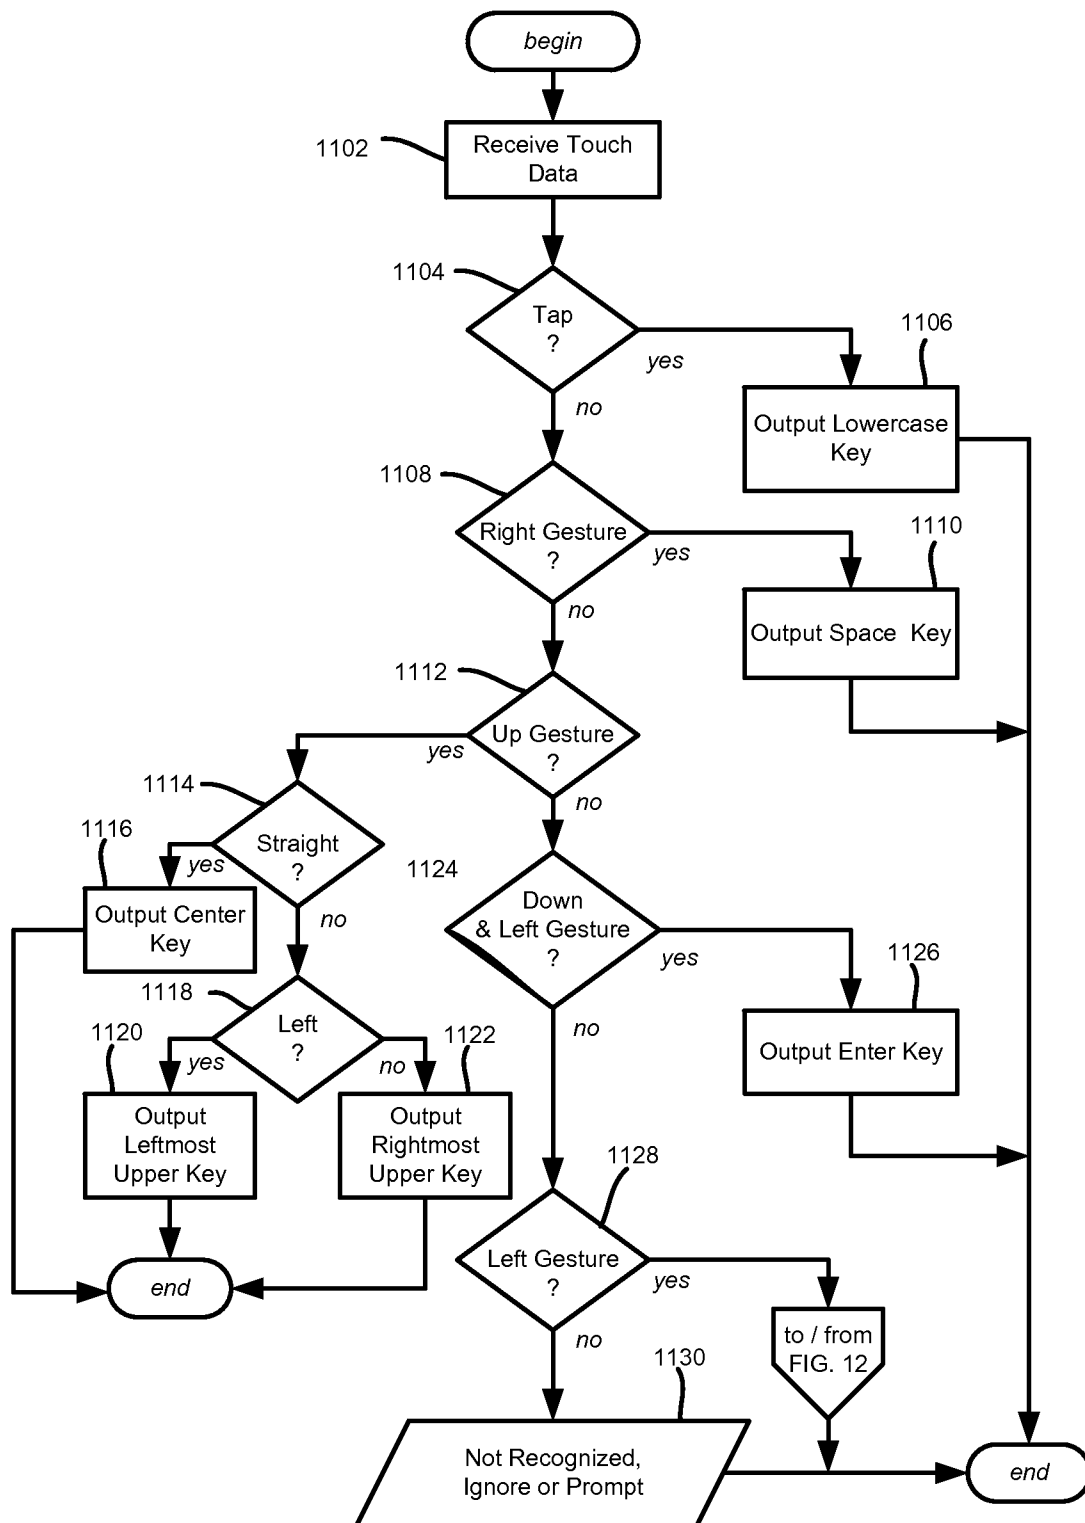 begin
1102
Receive Touch
Data
1104
Tap
?
yes
no
1106
Output Lowercase
Key
1108
Right Gesture
?
yes
no
1110
Output Space Key
1112
Up Gesture
?
yes
no
1114
Straight
?
yes
no
1116
Output Center
Key
1118
Left
?
yes
no
1120
Output
Leftmost
Upper Key
1122
Output
Rightmost
Upper Key
end
1124
Down
& Left Gesture
?
yes
no
1126
Output Enter Key
1128
Left Gesture
?
yes
no
to / from
FIG. 12
1130
Not Recognized,
Ignore or Prompt
end